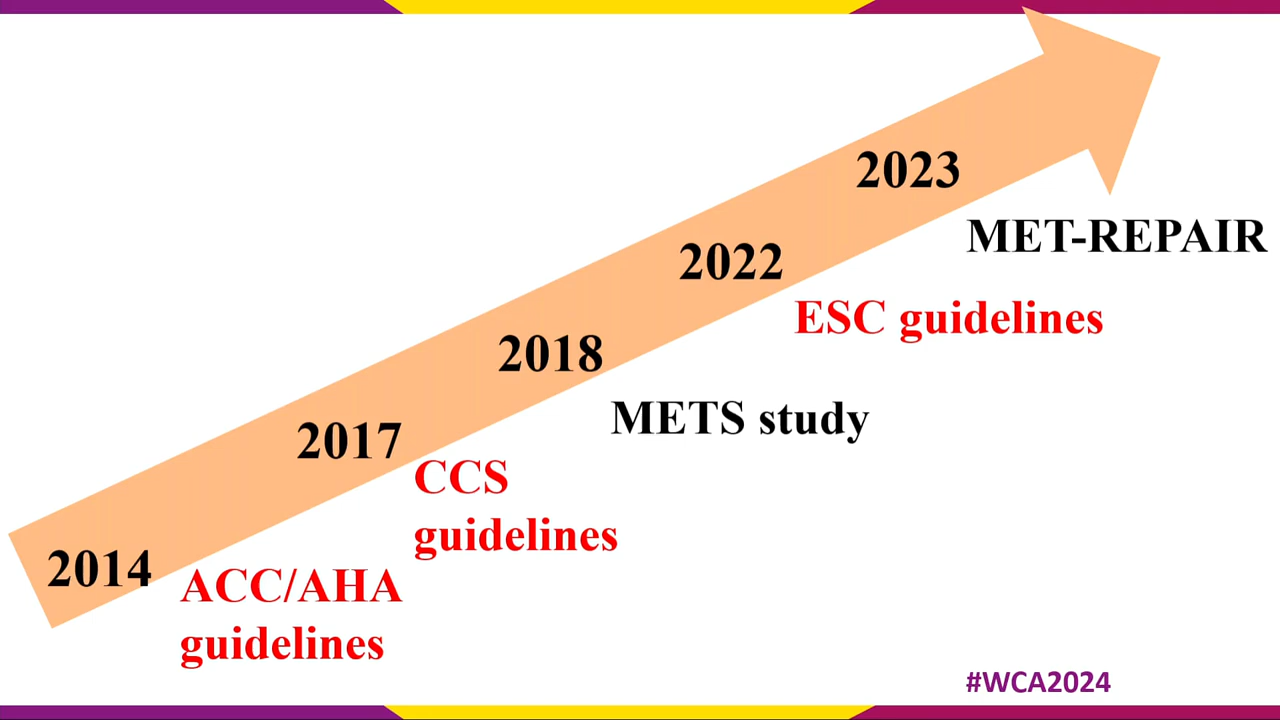 2014
ACC/AHA
guidelines
2017
CCS
guidelines
2018
METS study
2022
ESC guidelines
2023
MET-REPAIR
#WCA2024